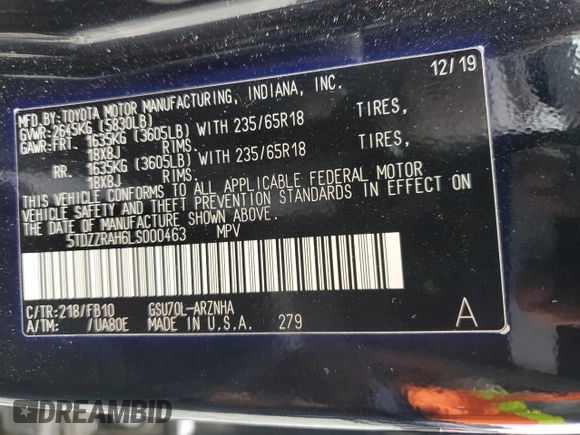 MFD.BY:TOYOTA MOTOR MANUFACTURING, INDIANA, INC. 12/19
GVWR:2645KG (5830LB)
GAWR:FRT. 1635KG (3605LB) WITH 235/65R18 TIRES,
18X8J RIMS.
RR. 1635KG (3605LB) WITH 235/65R18 TIRES,
18X8J RIMS.
THIS VEHICLE CONFORMS TO ALL APPLICABLE FEDERAL MOTOR
VEHICLE SAFETY AND THEFT PREVENTION STANDARDS IN EFFECT ON
THE DATE OF MANUFACTURE SHOWN ABOVE.
5TDZZRAH6LS000463 MPV
C/TR:218/FB10 GSU70L-ARZNHA
A/TM: /UA80E MADE IN U.S.A. 279 A
DREAMBID